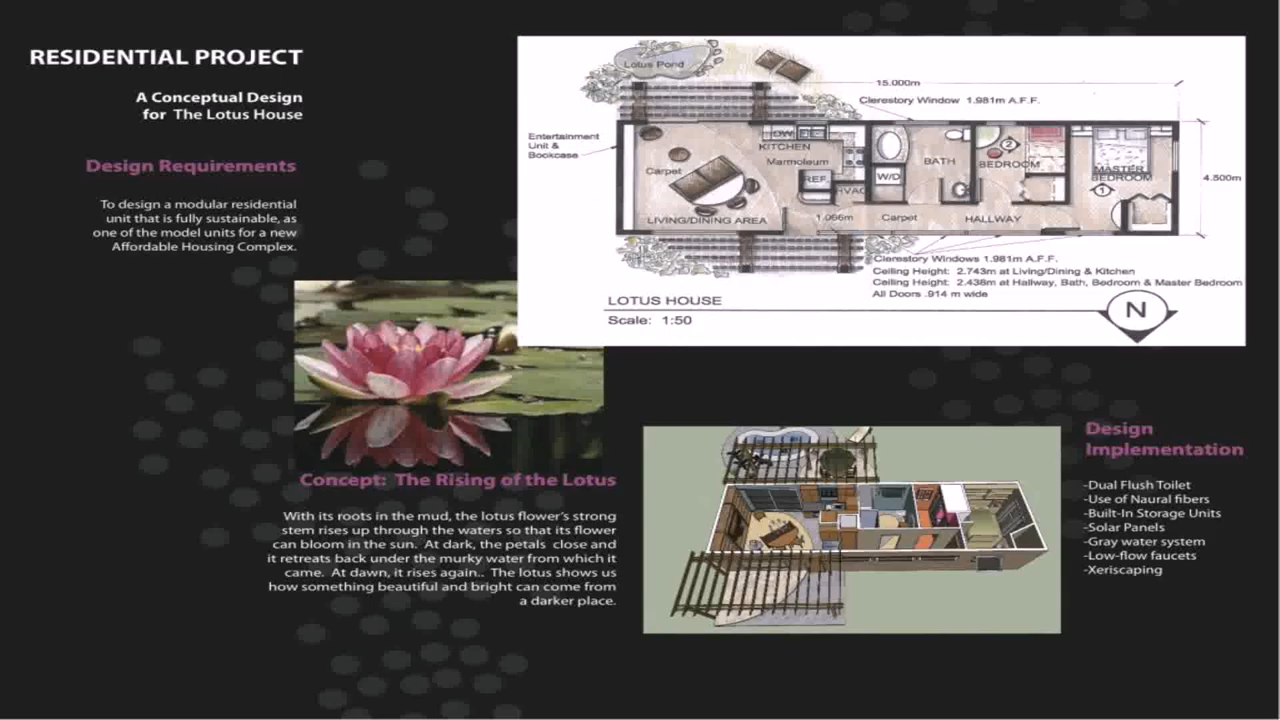 RESIDENTIAL PROJECT
A Conceptual Design
for The Lotus House
Design Requirements
To design a modular residential
unit that is fully sustainable, as
one of the model units for a new
Affordable Housing Complex.
Lotus Pond
15.000m
Clerestory Window 1.981m A.F.F.
Entertainment
Unit &
Bookcase
DW
KITCHEN
Marmoleum
Carpet
REF.
HVAC
W/D
BATH
2
BEDROOM
MASTER
BEDROOM
1
4.500m
LIVING/DINING AREA
1.066m
Carpet
HALLWAY
Clerestory Windows 1.981m A.F.F.
Ceiling Height: 2.743m at Living/Dining & Kitchen
Ceiling Height: 2.438m at Hallway, Bath, Bedroom & Master Bedroom
All Doors .914 m wide
LOTUS HOUSE
Scale: 1:50
N
Concept: The Rising of the Lotus
With its roots in the mud, the lotus flower's strong
stem rises up through the waters so that its flower
can bloom in the sun. At dark, the petals close and
it retreats back under the murky water from which it
came. At dawn, it rises again.. The lotus shows us
how something beautiful and bright can come from
a darker place.
Design
Implementation
-Dual Flush Toilet
-Use of Naural fibers
-Built-In Storage Units
-Solar Panels
-Gray water system
-Low-flow faucets
-Xeriscaping